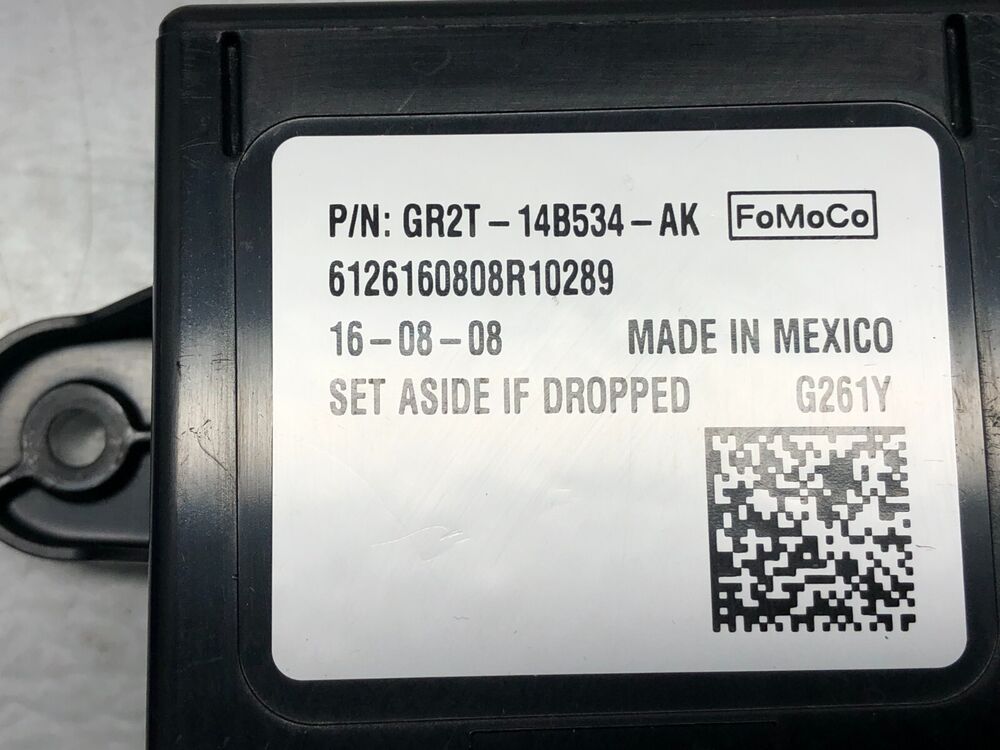 P/N: GR2T-14B534-AK FoMoCo
6126160808R10289
16-08-08 MADE IN MEXICO
SET ASIDE IF DROPPED G261Y